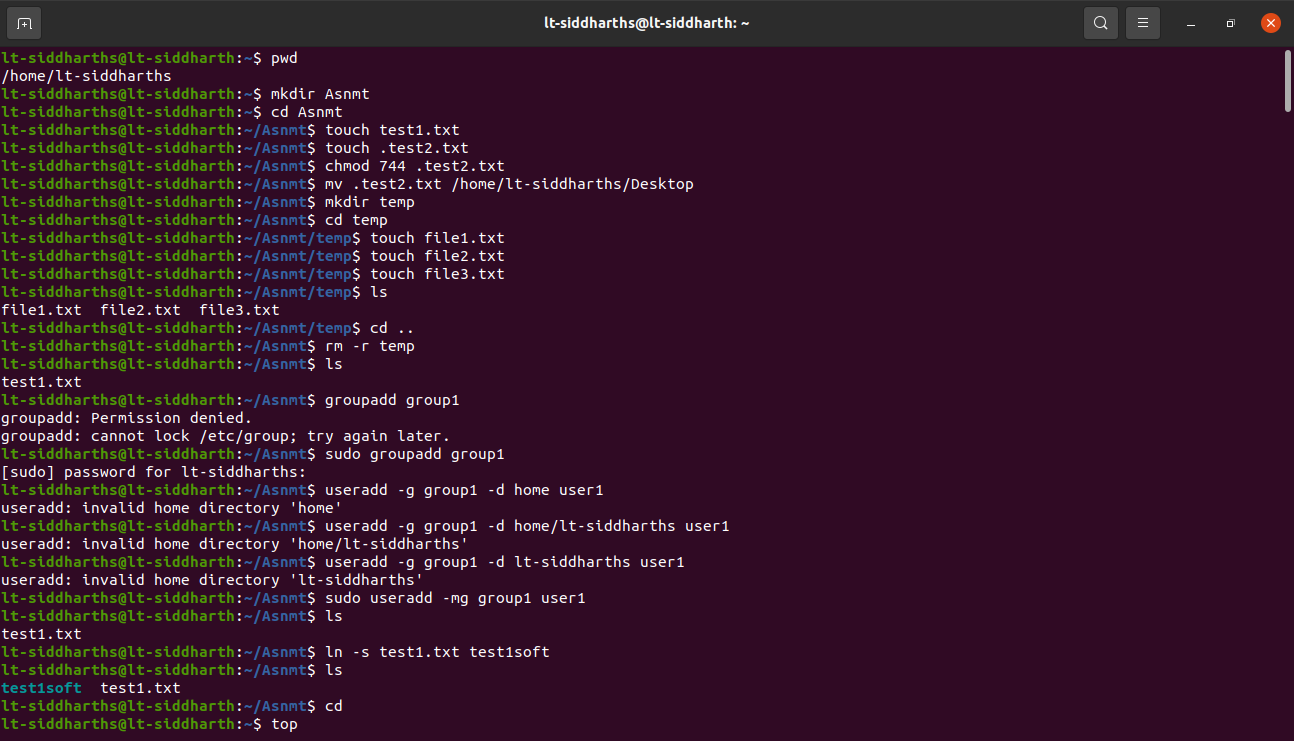 lt-siddharths@lt-siddharth: ~
lt-siddharths@lt-siddharth:~$ pwd
/home/lt-siddharths
lt-siddharths@lt-siddharth:~$ mkdir Asnmt
lt-siddharths@lt-siddharth:~$ cd Asnmt
lt-siddharths@lt-siddharth:~/Asnmt$ touch test1.txt
lt-siddharths@lt-siddharth:~/Asnmt$ touch .test2.txt
lt-siddharths@lt-siddharth:~/Asnmt$ chmod 744 .test2.txt
lt-siddharths@lt-siddharth:~/Asnmt$ mv .test2.txt /home/lt-siddharths/Desktop
lt-siddharths@lt-siddharth:~/Asnmt$ mkdir temp
lt-siddharths@lt-siddharth:~/Asnmt$ cd temp
lt-siddharths@lt-siddharth:~/Asnmt/temp$ touch file1.txt
lt-siddharths@lt-siddharth:~/Asnmt/temp$ touch file2.txt
lt-siddharths@lt-siddharth:~/Asnmt/temp$ touch file3.txt
lt-siddharths@lt-siddharth:~/Asnmt/temp$ ls
file1.txt  file2.txt  file3.txt
lt-siddharths@lt-siddharth:~/Asnmt/temp$ cd ..
lt-siddharths@lt-siddharth:~/Asnmt$ rm -r temp
lt-siddharths@lt-siddharth:~/Asnmt$ ls
test1.txt
lt-siddharths@lt-siddharth:~/Asnmt$ groupadd group1
groupadd: Permission denied.
groupadd: cannot lock /etc/group; try again later.
lt-siddharths@lt-siddharth:~/Asnmt$ sudo groupadd group1
[sudo] password for lt-siddharths:
lt-siddharths@lt-siddharth:~/Asnmt$ useradd -g group1 -d home user1
useradd: invalid home directory 'home'
lt-siddharths@lt-siddharth:~/Asnmt$ useradd -g group1 -d home/lt-siddharths user1
useradd: invalid home directory 'home/lt-siddharths'
lt-siddharths@lt-siddharth:~/Asnmt$ useradd -g group1 -d lt-siddharths user1
useradd: invalid home directory 'lt-siddharths'
lt-siddharths@lt-siddharth:~/Asnmt$ sudo useradd -mg group1 user1
lt-siddharths@lt-siddharth:~/Asnmt$ ls
test1.txt
lt-siddharths@lt-siddharth:~/Asnmt$ ln -s test1.txt test1soft
lt-siddharths@lt-siddharth:~/Asnmt$ ls
test1soft  test1.txt
lt-siddharths@lt-siddharth:~/Asnmt$ cd
lt-siddharths@lt-siddharth:~$ top